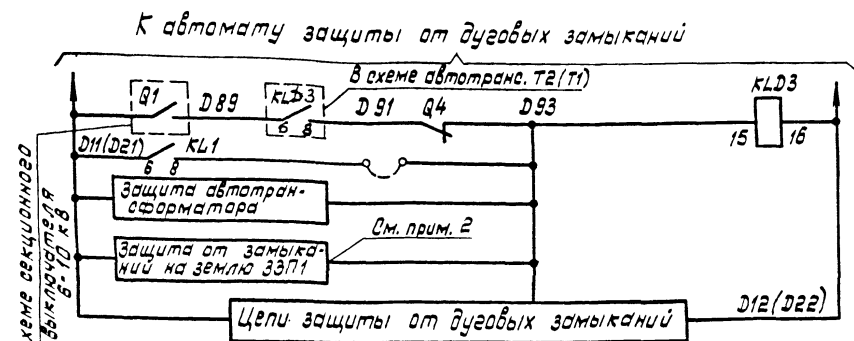 К автомату защиты от дуговых замыканий
В схеме автотранс. Т2(Т1)
Q1
D89
KLD3
6 8
D91
Q4
D93
KLD3
15
16
D11(D21)
KL1
6 8
Защита автотран-
сформатора
См. прим. 2
Защита от замыка-
ний на землю ЗЗП1
D12(D22)
Цепи защиты от дуговых замыканий
хеме секционного
выключателя
6-10 кВ